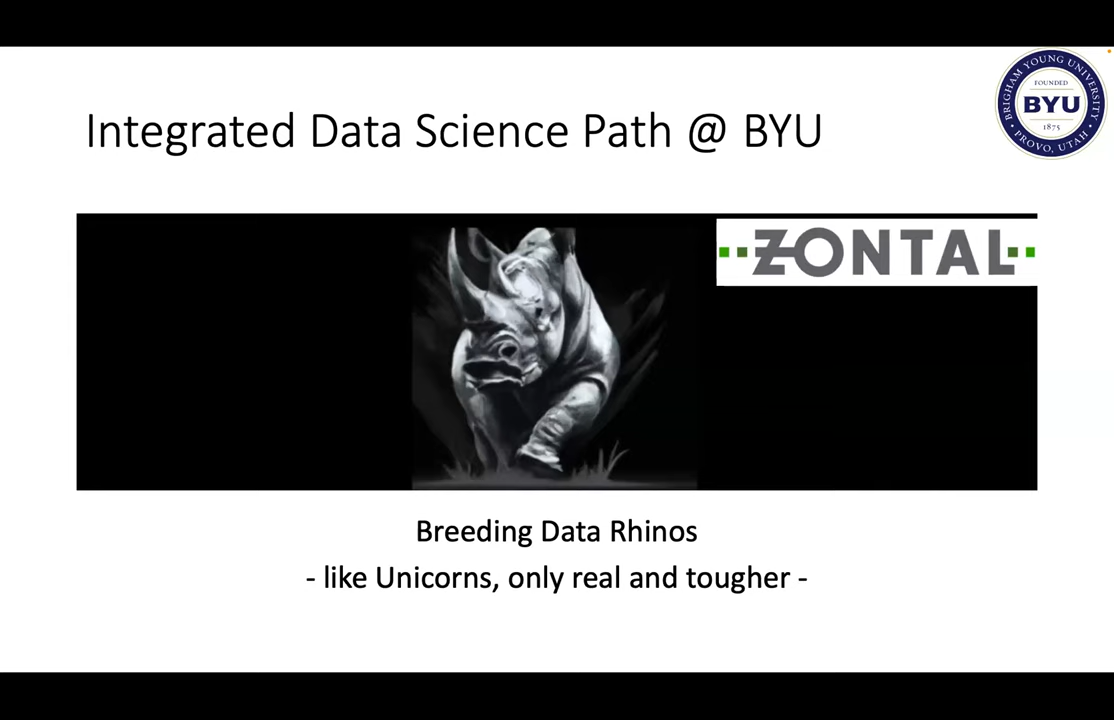 Integrated Data Science Path @ BYU
BRIGHAM YOUNG UNIVERSITY
FOUNDED
BYU
1875
PROVO, UTAH
ZONTAL
Breeding Data Rhinos
- like Unicorns, only real and tougher -